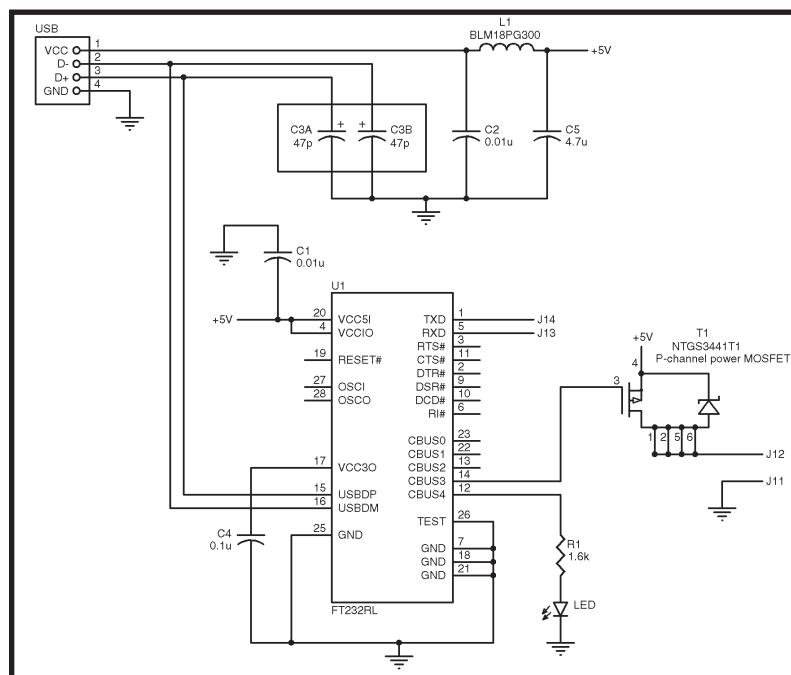 USB
VCC 1
D- 2
D+ 3
GND 4
L1
BLM18PG300
+5V
C3A +
47p
+ C3B
47p
C2
0.01u
C5
4.7u
C1
0.01u
U1
+5V
20 VCC5I
4 VCCIO
19 RESET#
27 OSCI
28 OSCO
17 VCC3O
15 USBDP
16 USBDM
25 GND
TXD 1 J14
RXD 5 J13
RTS# 3
CTS# 11
DTR# 2
DSR# 9
DCD# 10
RI# 6
CBUS0 23
CBUS1 22
CBUS2 13
CBUS3 14
CBUS4 12
TEST 26
GND 7
GND 18
GND 21
FT232RL
C4
0.1u
R1
1.6k
LED
T1
NTGS3441T1
P-channel power MOSFET
+5V
4
3
1 2 5 6
J12
J11